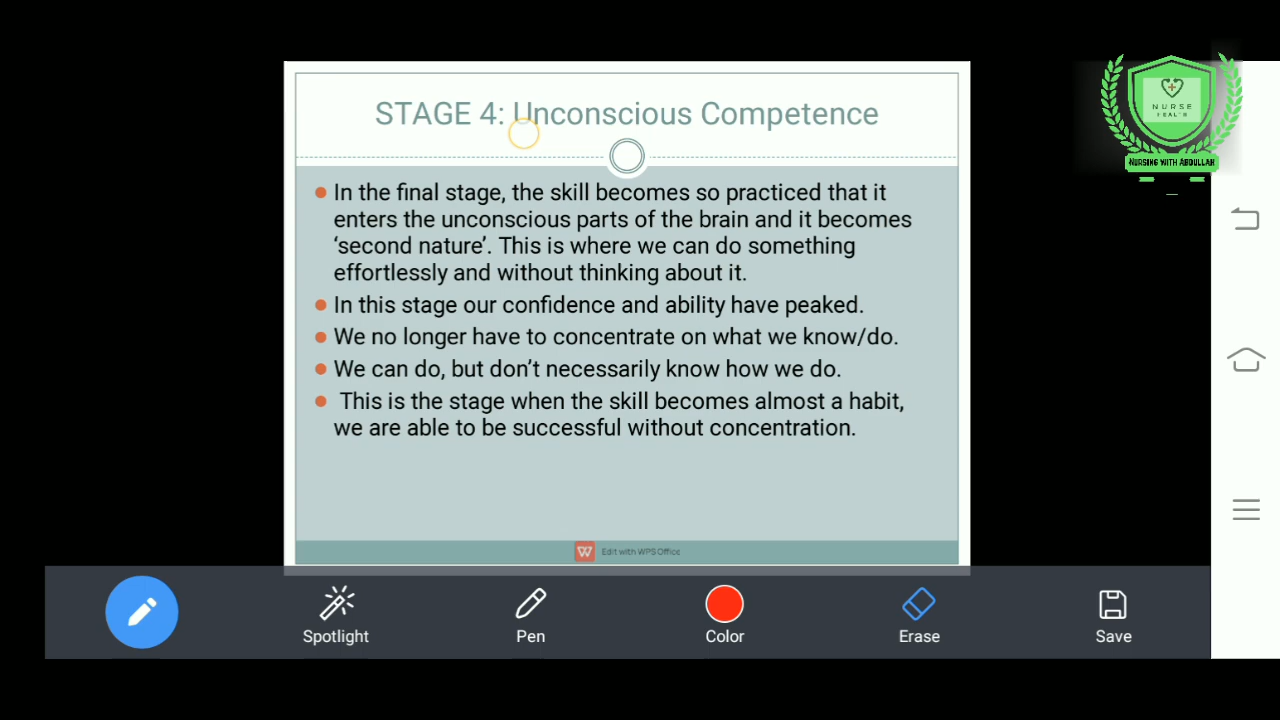 STAGE 4: Unconscious Competence
NURSE
HEALTH
NURSING WITH ABDULLAH
In the final stage, the skill becomes so practiced that it
enters the unconscious parts of the brain and it becomes
‘second nature’. This is where we can do something
effortlessly and without thinking about it.
In this stage our confidence and ability have peaked.
We no longer have to concentrate on what we know/do.
We can do, but don’t necessarily know how we do.
This is the stage when the skill becomes almost a habit,
we are able to be successful without concentration.
W Edit with WPS Office
Spotlight
Pen
Color
Erase
Save